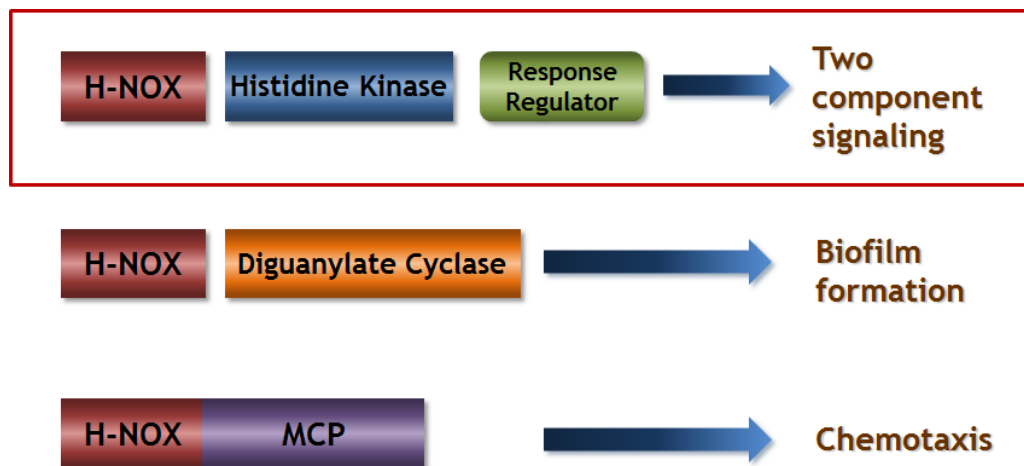 H-NOX
Histidine Kinase
Response
Regulator
Two
component
signaling
H-NOX
Diguanylate Cyclase
Biofilm
formation
H-NOX
MCP
Chemotaxis